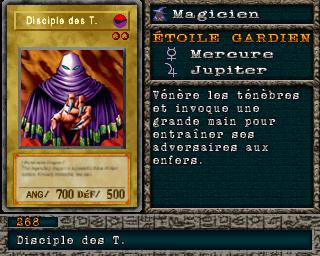 Disciple des T.
ANG/ 700 DÉF/ 500
Magicien
ÉTOILE GARDIEN
Mercure
Jupiter
Vénère les ténèbres
et invoque une
grande main pour
entraîner ses
adversaires aux
enfers.
268
Disciple des T.